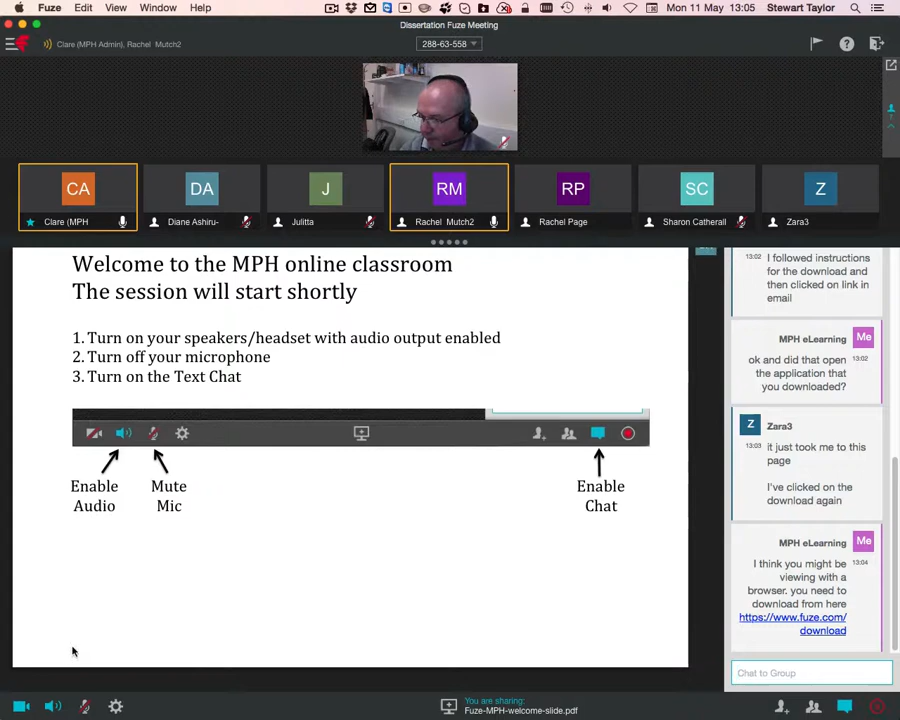 Fuze Edit View Window Help
Mon 11 May 13:05 Stewart Taylor
Dissertation Fuze Meeting
Clare (MPH Admin), Rachel Mutch2
288-63-558
CA DA J RM RP SC Z
Clare (MPH Diane Ashiru- Julitta Rachel Mutch2 Rachel Page Sharon Catherall Zara3
Welcome to the MPH online classroom
The session will start shortly
1. Turn on your speakers/headset with audio output enabled
2. Turn off your microphone
3. Turn on the Text Chat
Enable Audio
Mute Mic
Enable Chat
13:02 I followed instructions
for the download and
then clicked on link in
email
MPH eLearning Me
ok and did that open 13:02
the application that
you downloaded?
Z Zara3
13:03 it just took me to this
page
I've clicked on the
download again
MPH eLearning Me
I think you might be 13:04
viewing with a
browser. you need to
download from here
https://www.fuze.com/
download
Chat to Group
You are sharing:
Fuze-MPH-welcome-slide.pdf